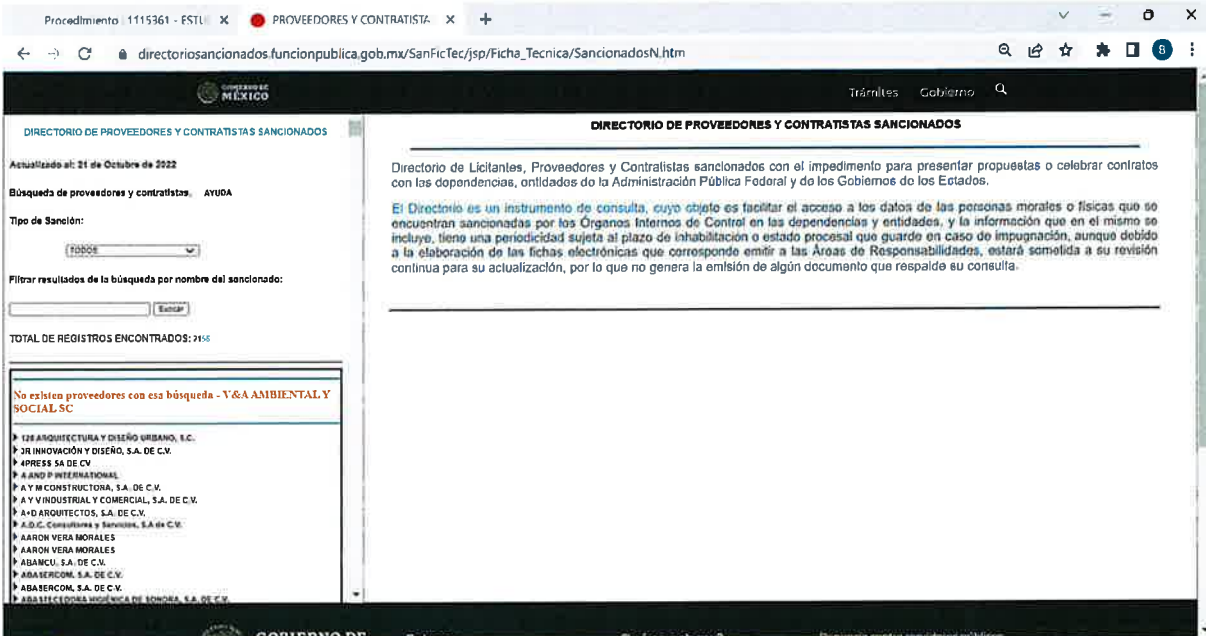 Procedimiento : 1115361 - ESTU
PROVEEDORES Y CONTRATISTA
directoriosancionados.funcionpublica.gob.mx/SanFicTec/jsp/Ficha_Tecnica/SancionadosN.htm
8
GOBIERNO DE
MÉXICO
Trámites Gobierno
DIRECTORIO DE PROVEEDORES Y CONTRATISTAS SANCIONADOS
Actualizado al: 21 de Octubre de 2022
Búsqueda de proveedores y contratistas. AYUDA
Tipo de Sanción:
TODOS
Filtrar resultados de la búsqueda por nombre del sancionado:
Buscar
TOTAL DE REGISTROS ENCONTRADOS:
No existen proveedores con esa búsqueda - V&A AMBIENTAL Y
SOCIAL SC
128 ARQUITECTURA Y DISEÑO URBANO, S.C.
3R INNOVACIÓN Y DISEÑO, S.A. DE C.V.
4PRESS SA DE CV
A AND P INTERNATIONAL
A Y M CONSTRUCTORA, S.A. DE C.V.
A Y V INDUSTRIAL Y COMERCIAL, S.A. DE C.V.
A+D ARQUITECTOS, S.A. DE C.V.
A.D.C. Consultores y Servicios, S.A de C.V.
AARON VERA MORALES
AARON VERA MORALES
ABAMCU, S.A. DE C.V.
ABASERCOM, S.A. DE C.V.
ABASERCOM, S.A. DE C.V.
ABASTECEDORA HIGIÉNICA DE SONORA, S.A. DE C.V.
DIRECTORIO DE PROVEEDORES Y CONTRATISTAS SANCIONADOS
Directorio de Licitantes, Proveedores y Contratistas sancionados con el impedimento para presentar propuestas o celebrar contratos
con las dependencias, entidades de la Administración Pública Federal y de los Gobiernos de los Estados.
El Directorio es un instrumento de consulta, cuyo objeto es facilitar el acceso a los datos de las personas morales o físicas que se
encuentran sancionadas por los Órganos Internos de Control en las dependencias y entidades, y la información que en el mismo se
incluye, tiene una periodicidad sujeta al plazo de inhabilitación o estado procesal que guarde en caso de impugnación, aunque debido
a la elaboración de las fichas electrónicas que corresponde emitir a las Áreas de Responsabilidades, estará sometida a su revisión
continua para su actualización, por lo que no genera la emisión de algún documento que respalde su consulta.
GOBIERNO DE